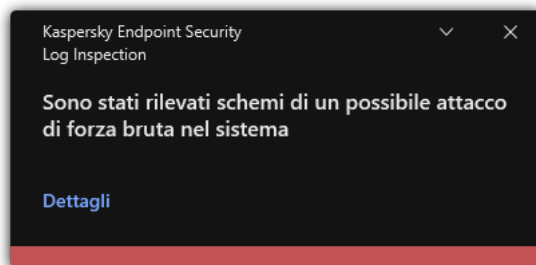 Kaspersky Endpoint Security
Log Inspection
Sono stati rilevati schemi di un possibile attacco
di forza bruta nel sistema
Dettagli